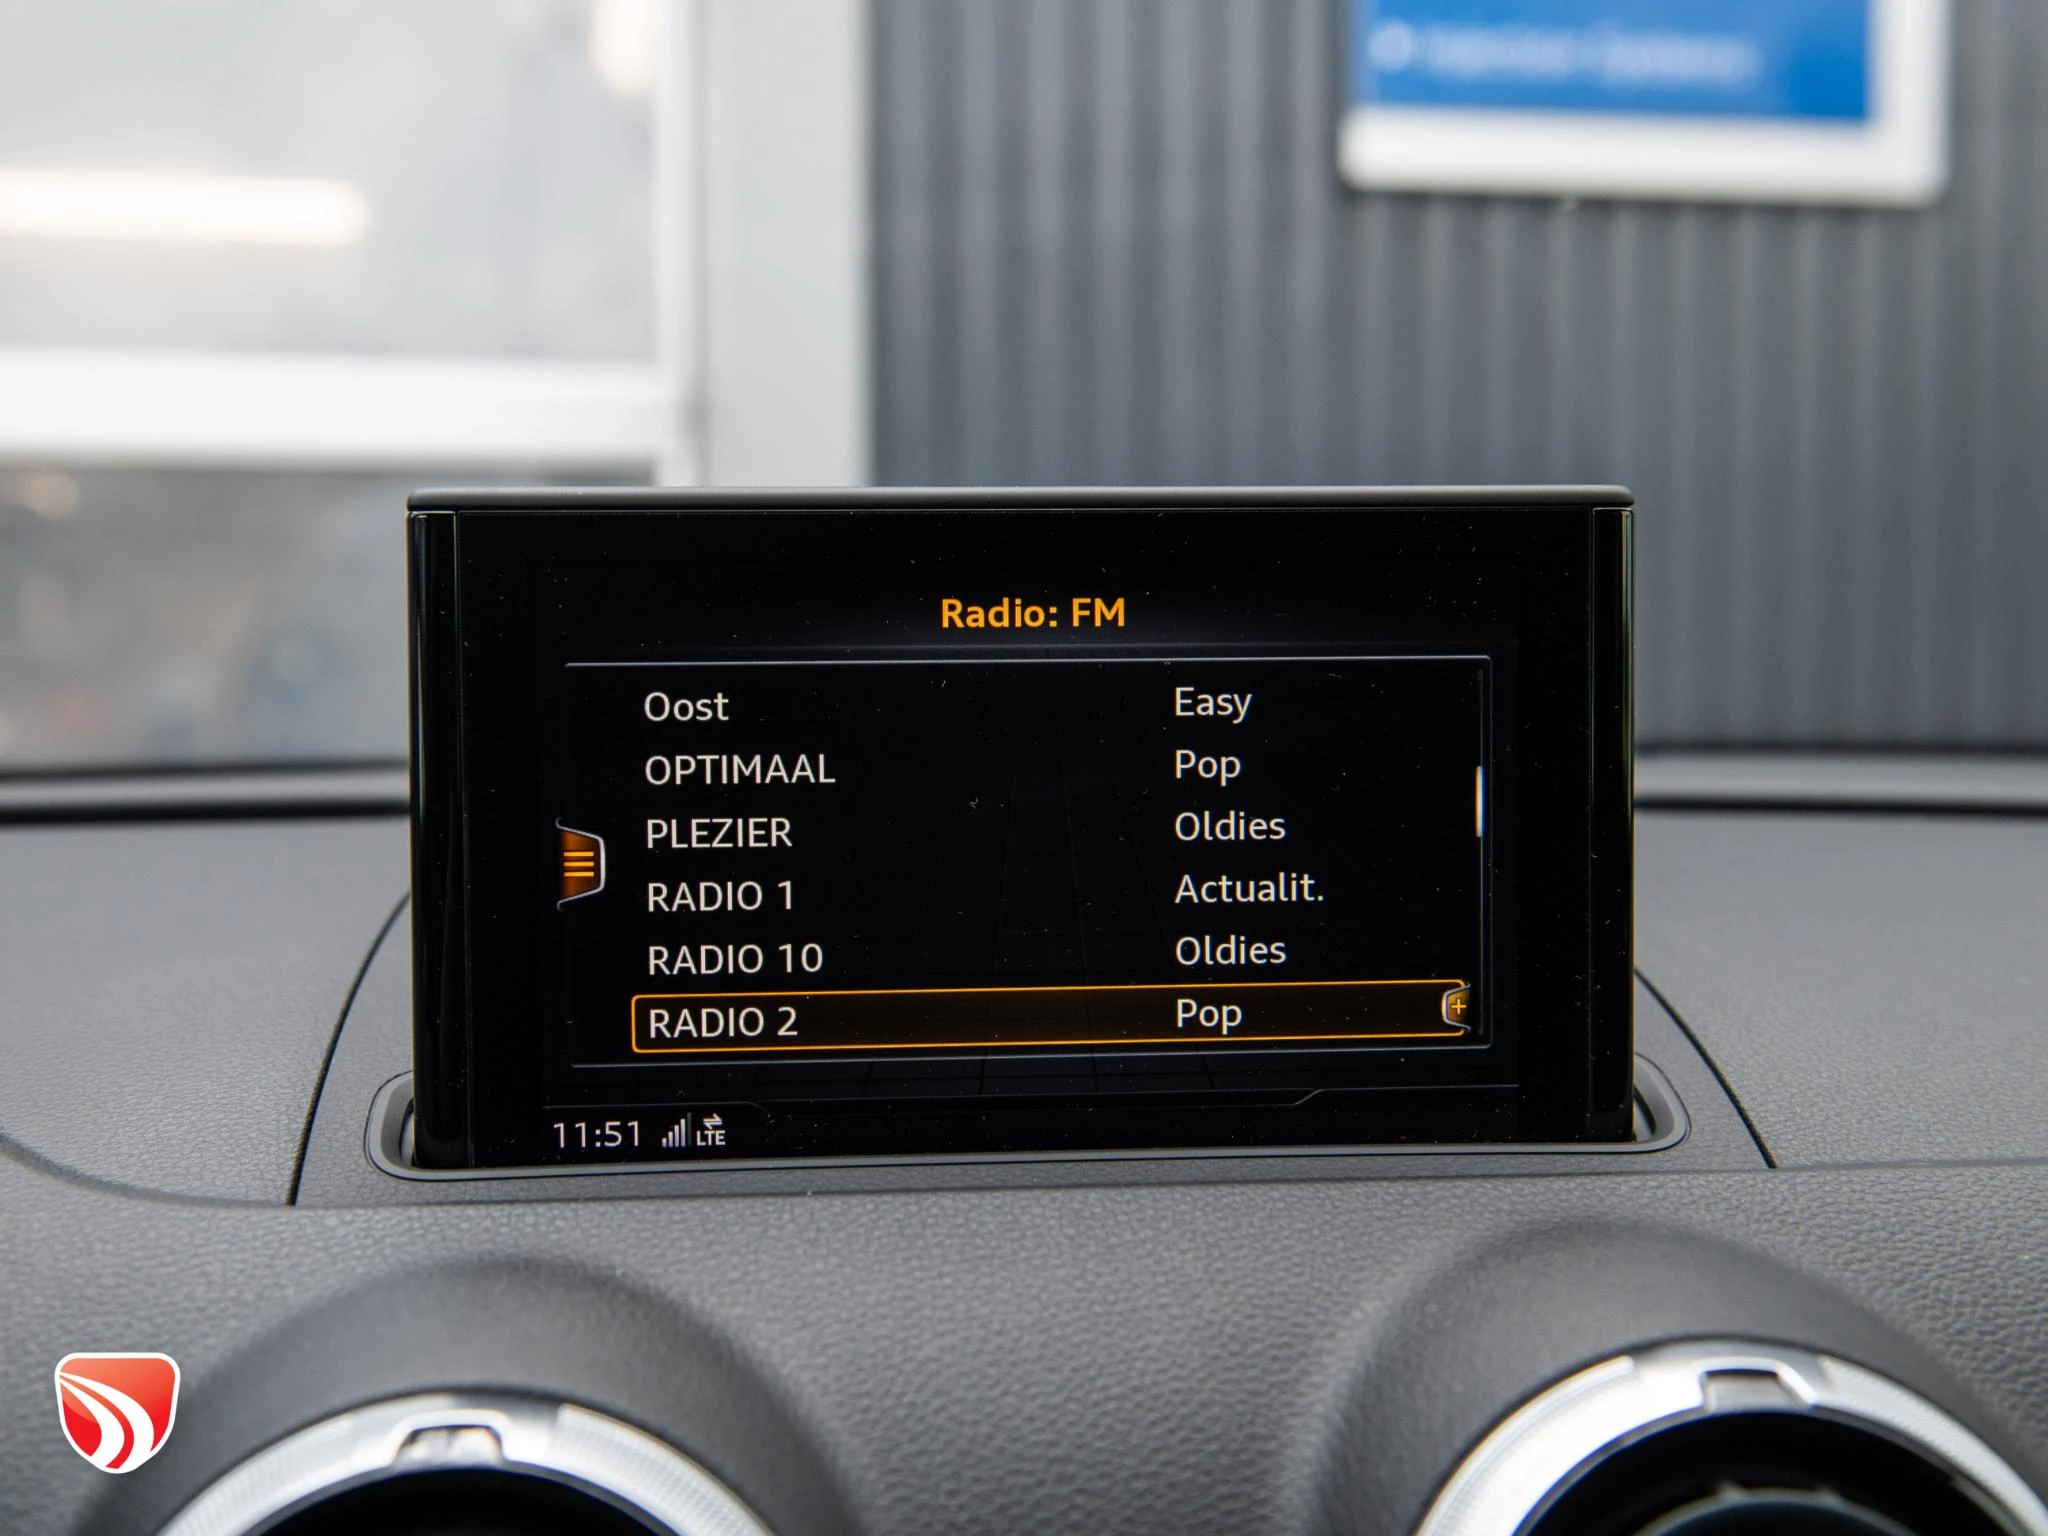 Radio: FM
Oost Easy
OPTIMAAL Pop
PLEZIER Oldies
RADIO 1 Actualit.
RADIO 10 Oldies
RADIO 2 Pop
11:51 LTE